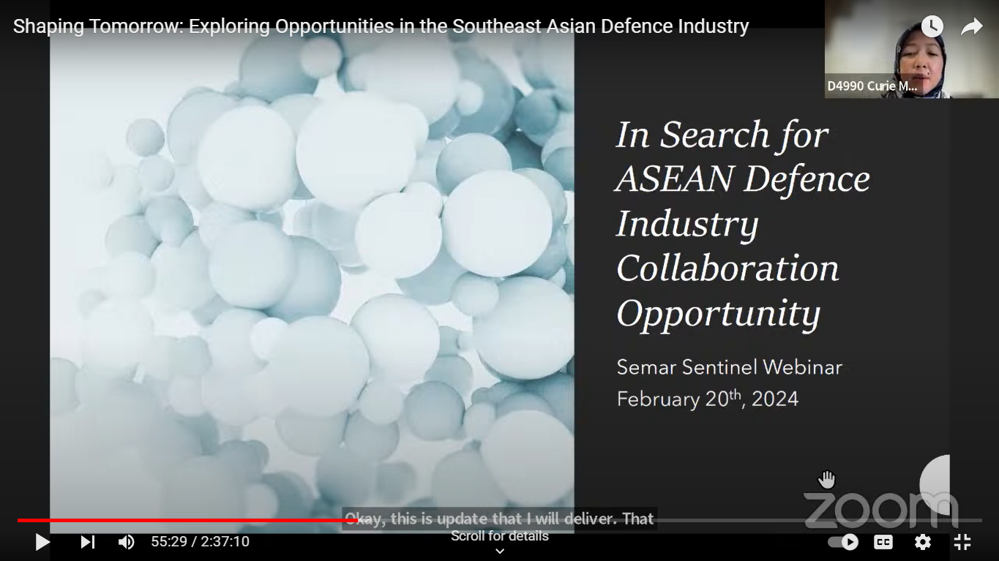 Shaping Tomorrow: Exploring Opportunities in the Southeast Asian Defence Industry
D4990 Curie M...
In Search for
ASEAN Defence
Industry
Collaboration
Opportunity
Semar Sentinel Webinar
February 20th, 2024
zoom
Okay, this is update that I will deliver. That
Scroll for details
55:29 / 2:37:10
CC